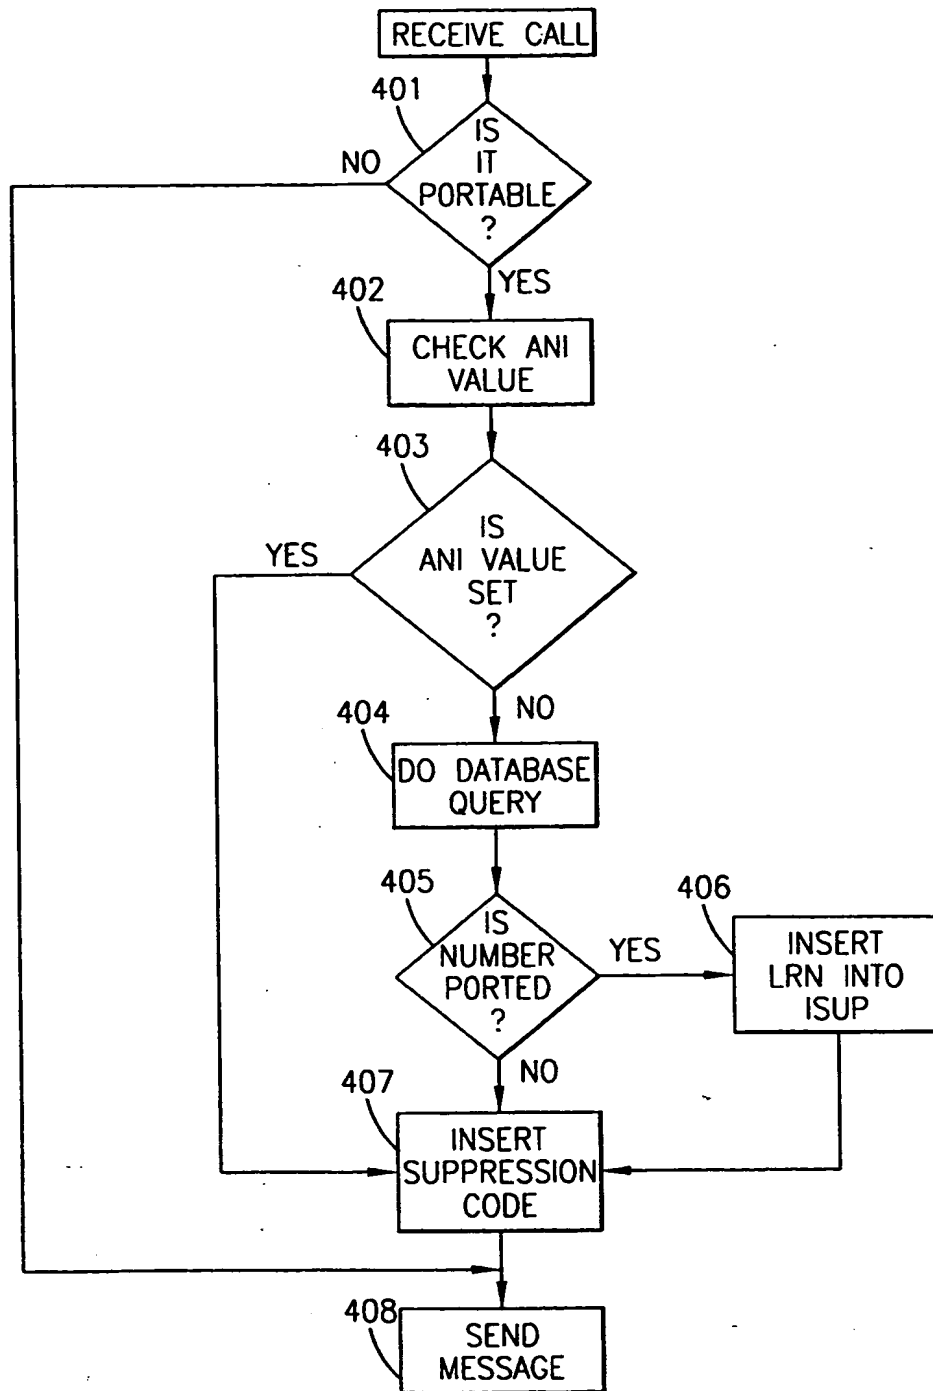 RECEIVE CALL
401
IS
IT
PORTABLE
?
NO
YES
402
CHECK ANI
VALUE
403
IS
ANI VALUE
SET
?
YES
NO
404
DO DATABASE
QUERY
405
IS
NUMBER
PORTED
?
YES
406
INSERT
LRN INTO
ISUP
NO
407
INSERT
SUPPRESSION
CODE
408
SEND
MESSAGE